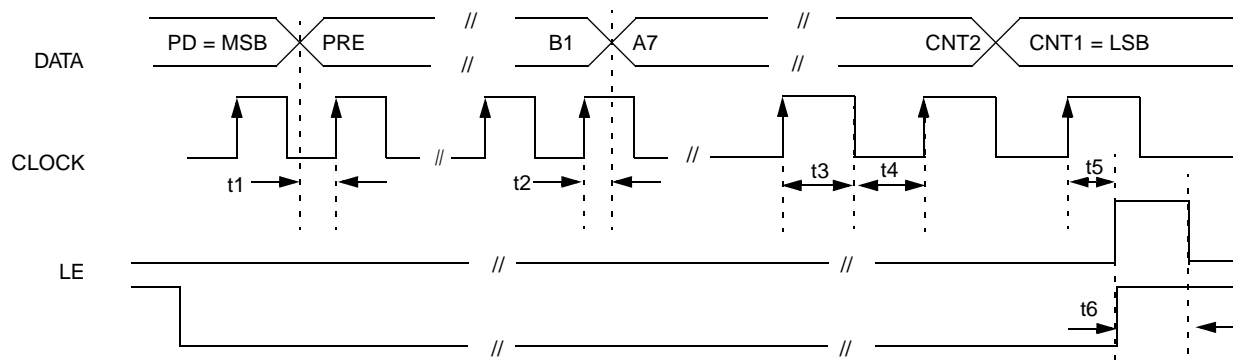 PD = MSB PRE // B1 A7 // CNT2 CNT1 = LSB
DATA // //
CLOCK // //
t1 t2 t3 t4 t5
LE // //
t6
// //